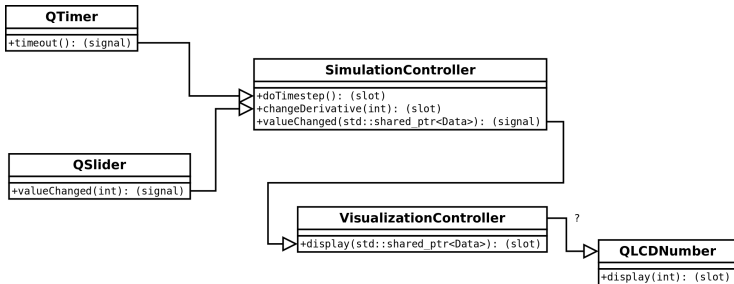 QTimer
+timeout(): (signal)
SimulationController
+doTimestep(): (slot)
+changeDerivative(int): (slot)
+valueChanged(std::shared_ptr<Data>): (signal)
QSlider
+valueChanged(int): (signal)
VisualizationController
+display(std::shared_ptr<Data>): (slot)
?
QLCDNumber
+display(int): (slot)